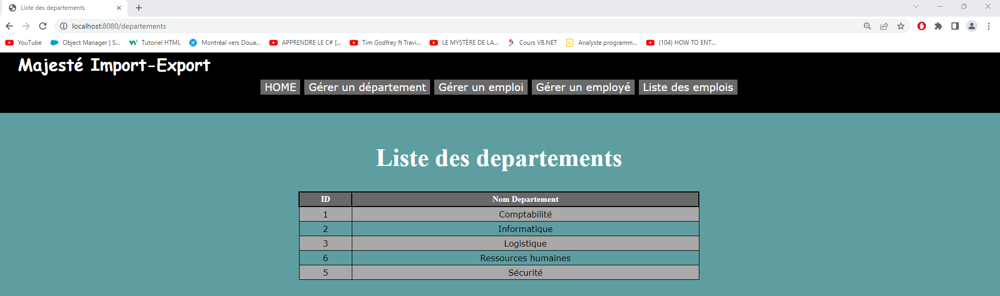 Liste des departements
localhost:8080/departements
YouTube Object Manager | S... Tutoriel HTML Montréal vers Doua... APPRENDRE LE C# [... Tim Godfrey ft Travi... LE MYSTÈRE DE LA... Cours VB.NET Analyste programm... (104) HOW TO ENT...
Majesté Import-Export
HOME Gérer un département Gérer un emploi Gérer un employé Liste des emplois
Liste des departements
ID Nom Departement
1 Comptabilité
2 Informatique
3 Logistique
6 Ressources humaines
5 Sécurité